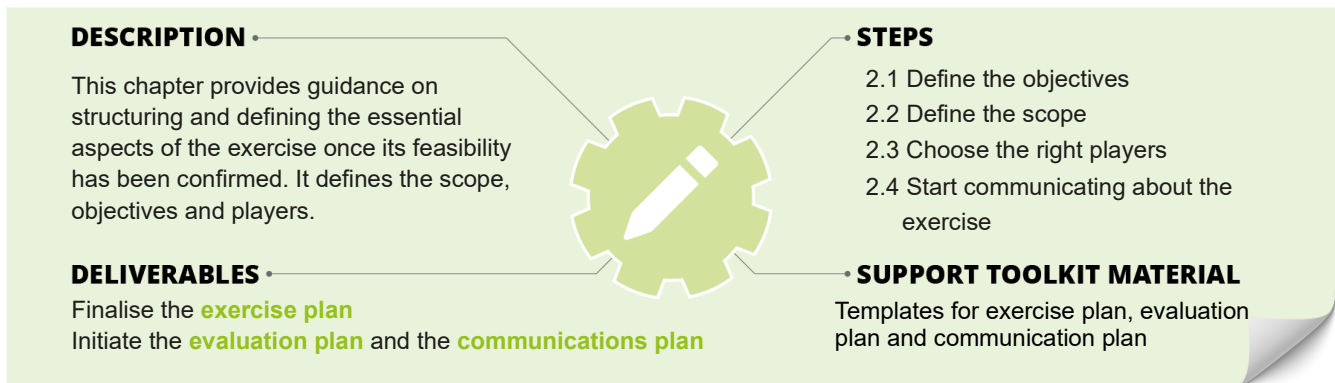 DESCRIPTION
This chapter provides guidance on
structuring and defining the essential
aspects of the exercise once its feasibility
has been confirmed. It defines the scope,
objectives and players.
STEPS
2.1 Define the objectives
2.2 Define the scope
2.3 Choose the right players
2.4 Start communicating about the
exercise
DELIVERABLES
Finalise the exercise plan
Initiate the evaluation plan and the communications plan
SUPPORT TOOLKIT MATERIAL
Templates for exercise plan, evaluation
plan and communication plan